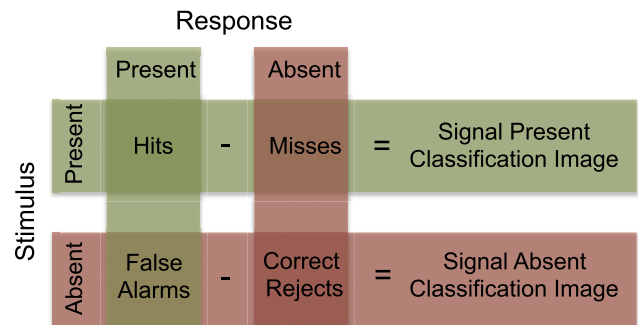 Response
Present Absent
Stimulus
Present
Hits - Misses = Signal Present
Classification Image
Absent
False
Alarms - Correct
Rejects = Signal Absent
Classification Image